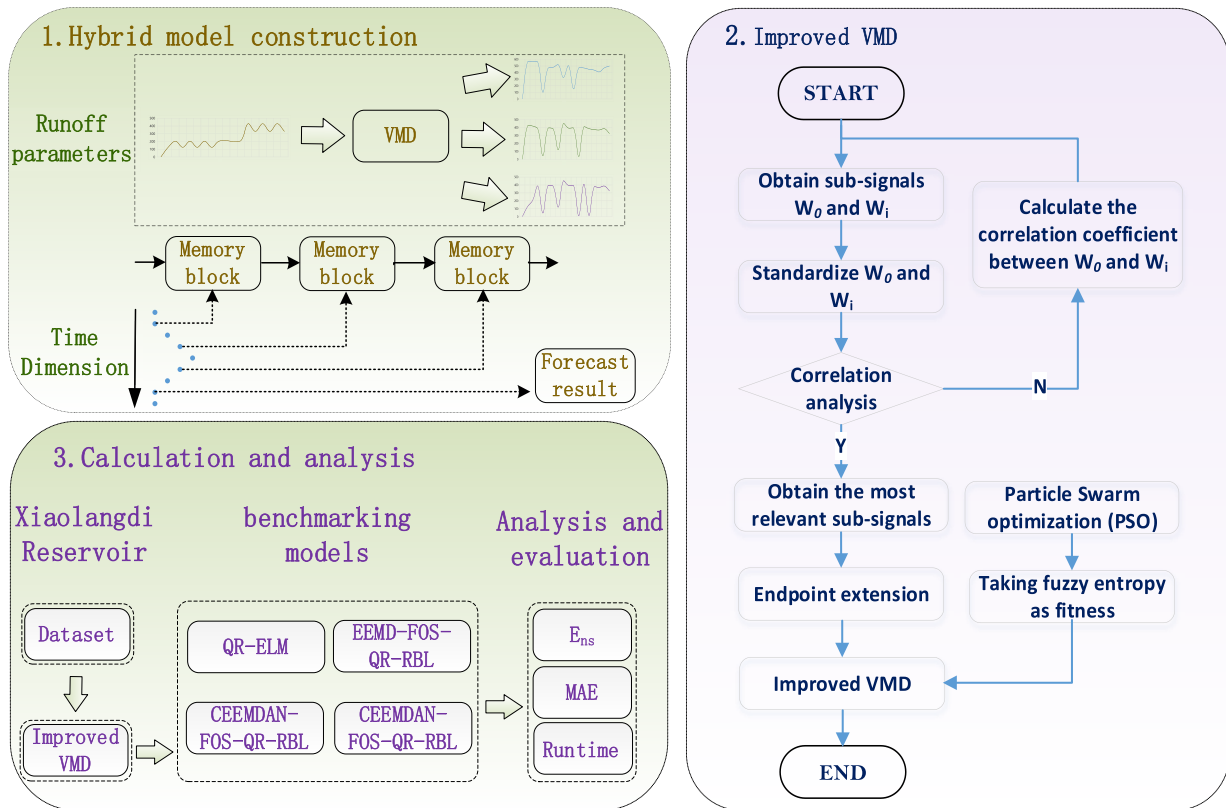 1.Hybrid model construction
Runoff
parameters
VMD
Memory
block
Memory
block
Memory
block
Time
Dimension
Forecast
result
2.Improved VMD
START
Obtain sub-signals
W0 and Wi
Standardize W0 and
Wi
Correlation
analysis
N
Calculate the
correlation coefficient
between W0 and Wi
Y
Obtain the most
relevant sub-signals
Endpoint extension
Particle Swarm
optimization (PSO)
Taking fuzzy entropy
as fitness
Improved VMD
END
3.Calculation and analysis
Xiaolangdi
Reservoir
benchmarking
models
Analysis and
evaluation
Dataset
Improved
VMD
QR-ELM
EEMD-FOS-
QR-RBL
CEEMDAN-
FOS-QR-RBL
CEEMDAN-
FOS-QR-RBL
Ens
MAE
Runtime